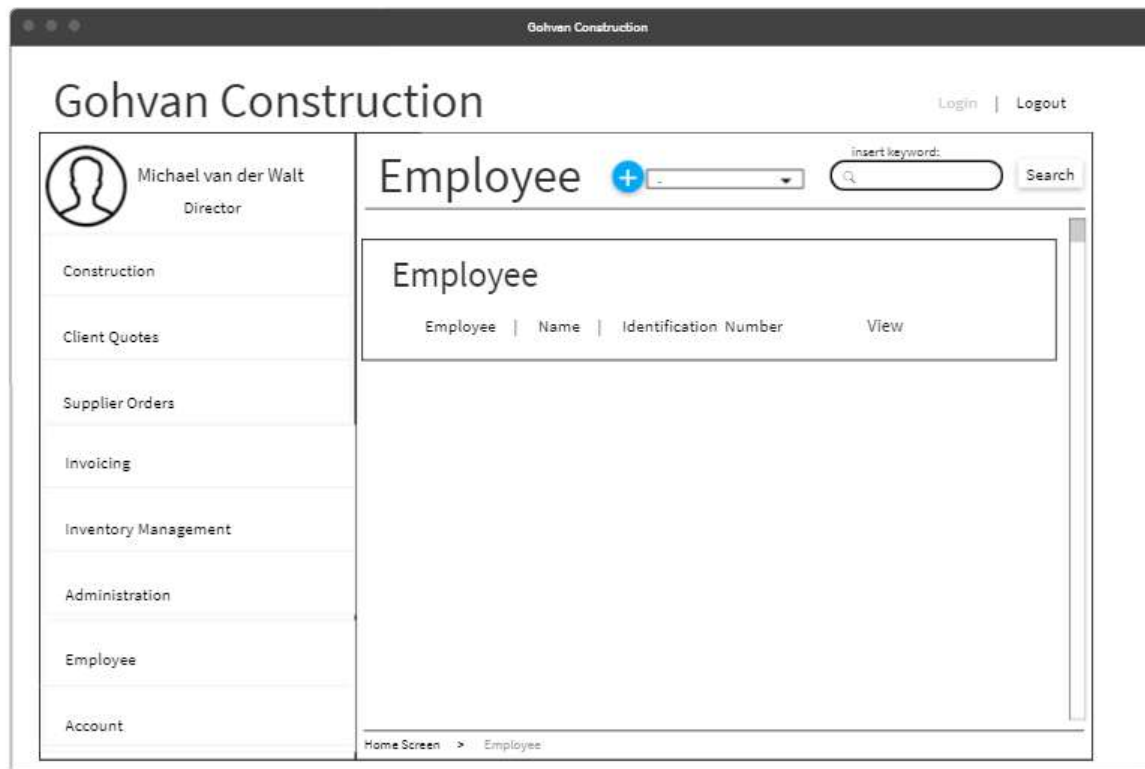 Gohvan Construction
Gohvan Construction
Login | Logout
Michael van der Walt
Director
Construction
Client Quotes
Supplier Orders
Invoicing
Inventory Management
Administration
Employee
Account
Employee
-
insert keyword:
Search
Employee
Employee | Name | Identification Number View
Home Screen > Employee